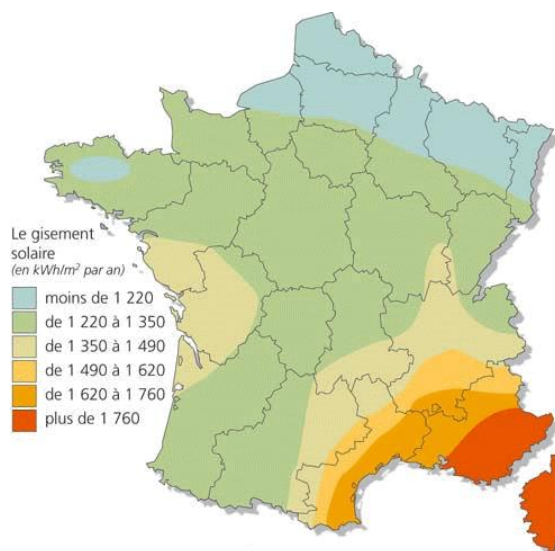 Le gisement
solaire
(en kWh/m² par an)
moins de 1 220
de 1 220 à 1 350
de 1 350 à 1 490
de 1 490 à 1 620
de 1 620 à 1 760
plus de 1 760